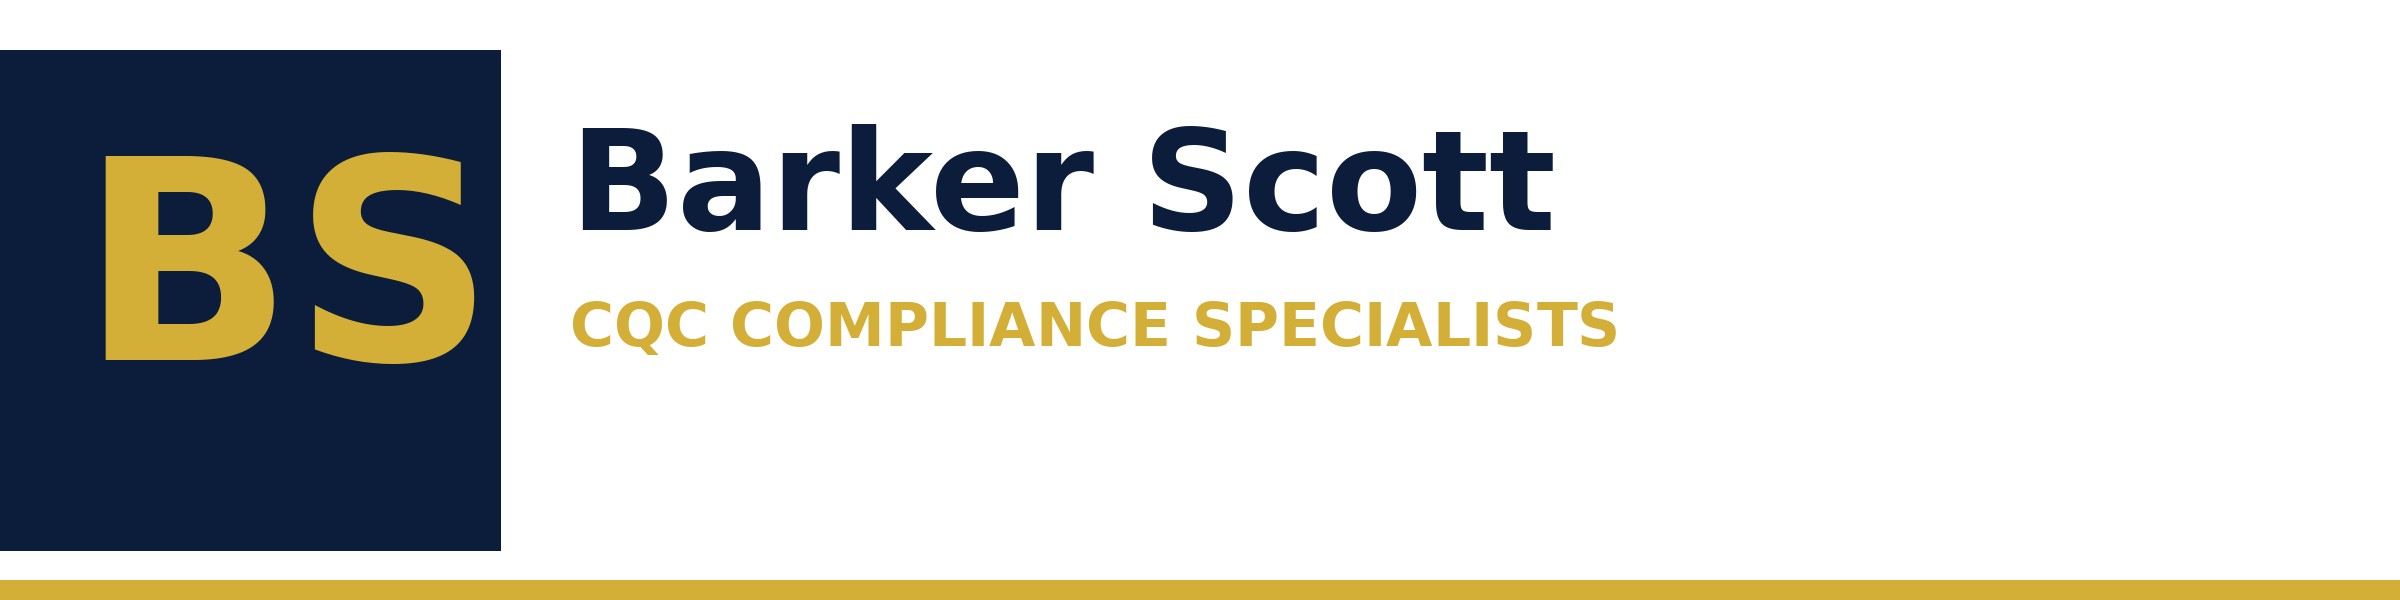 BS
Barker Scott
CQC COMPLIANCE SPECIALISTS